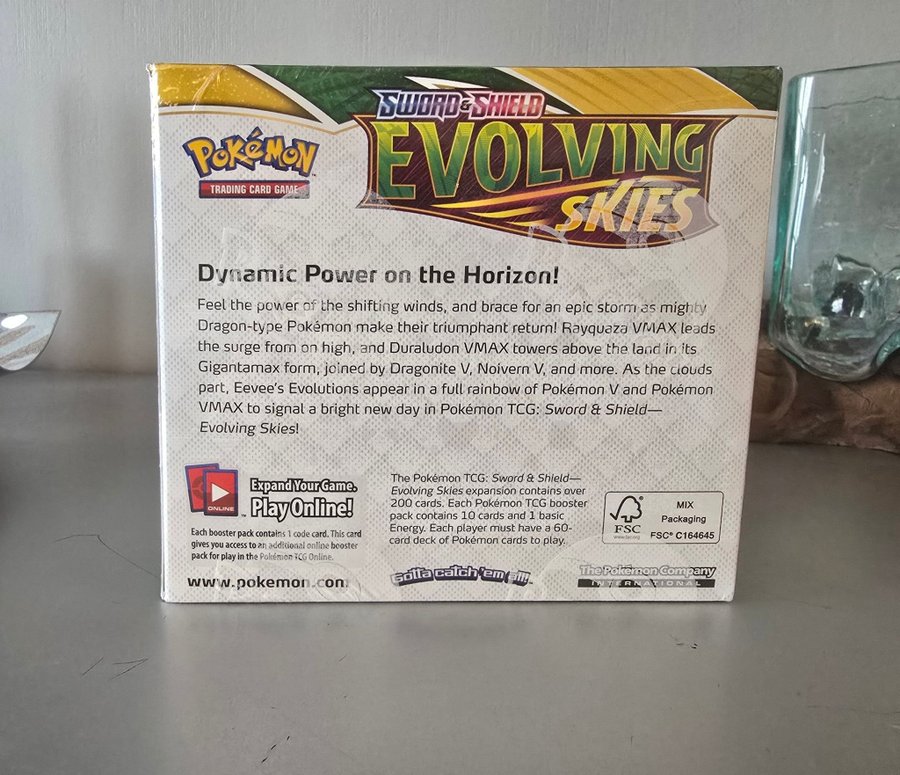 SWORD & SHIELD
EVOLVING
SKIES
POKéMON
TRADING CARD GAME
Dynamic Power on the Horizon!
Feel the power of the shifting winds, and brace for an epic storm as mighty
Dragon-type Pokémon make their triumphant return! Rayquaza VMAX leads
the surge from on high, and Duraludon VMAX towers above the land in its
Gigantamax form, joined by Dragonite V, Noivern V, and more. As the clouds
part, Eevee's Evolutions appear in a full rainbow of Pokémon V and Pokémon
VMAX to signal a bright new day in Pokémon TCG: Sword & Shield—
Evolving Skies!
ONLINE
Expand Your Game.
Play Online!
Each booster pack contains 1 code card. This card
gives you access to an additional online booster
pack for play in the Pokémon TCG Online.
www.pokemon.com
The Pokémon TCG: Sword & Shield—
Evolving Skies expansion contains over
200 cards. Each Pokémon TCG booster
pack contains 10 cards and 1 basic
Energy. Each player must have a 60-
card deck of Pokémon cards to play.
Gotta catch 'em all!
FSC
www.fsc.org
MIX
Packaging
FSC® C164645
The Pokémon Company
INTERNATIONAL